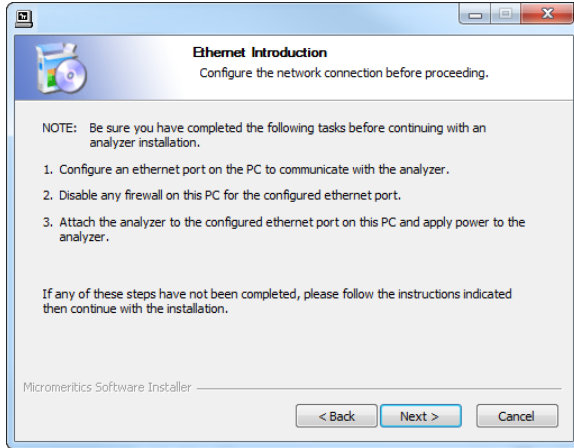 Ethernet Introduction
Configure the network connection before proceeding.
NOTE: Be sure you have completed the following tasks before continuing with an
analyzer installation.
1. Configure an ethernet port on the PC to communicate with the analyzer.
2. Disable any firewall on this PC for the configured ethernet port.
3. Attach the analyzer to the configured ethernet port on this PC and apply power to the
analyzer.
If any of these steps have not been completed, please follow the instructions indicated
then continue with the installation.
Micromeritics Software Installer
< Back Next > Cancel